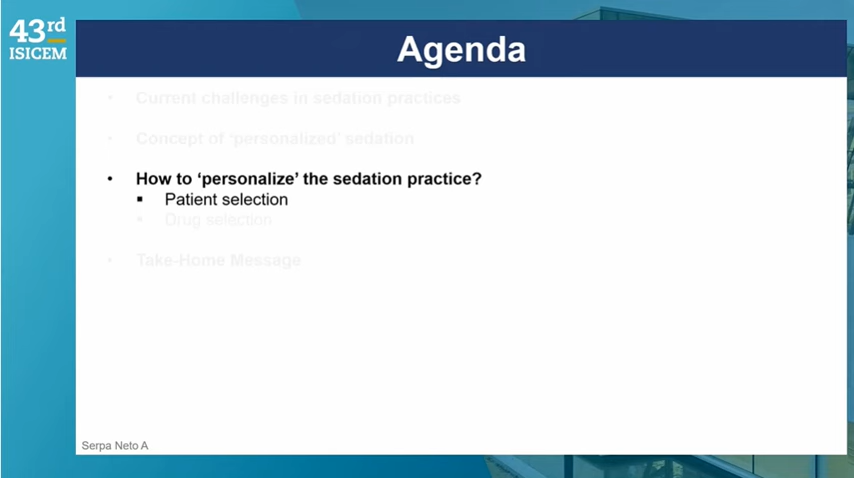 43rd
ISICEM
Agenda
• Current challenges in sedation practices
• Concept of ‘personalized’ sedation
• How to ‘personalize’ the sedation practice?
▪ Patient selection
▪ Drug selection
• Take-Home Message
Serpa Neto A